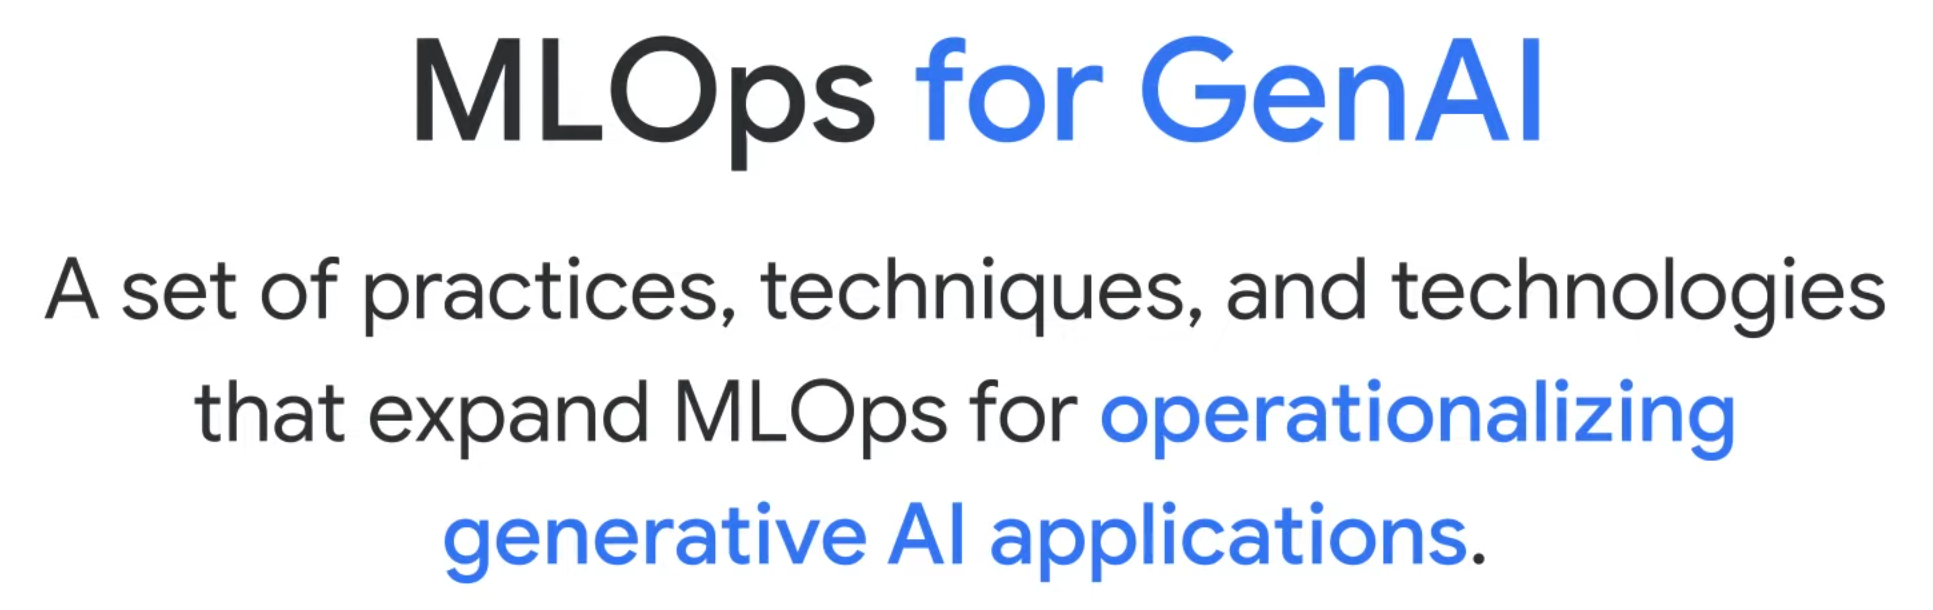 MLOps for GenAI
A set of practices, techniques, and technologies
that expand MLOps for operationalizing
generative AI applications.